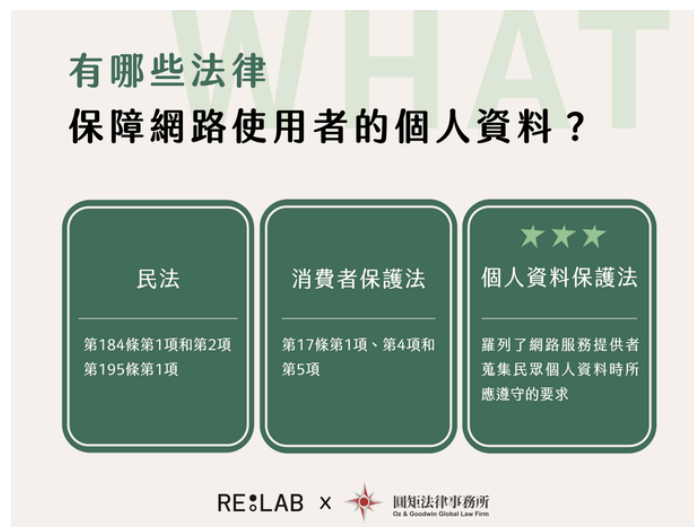 WHAT
有哪些法律
保障網路使用者的個人資料？
民法
第184條第1項和第2項
第195條第1項
消費者保護法
第17條第1項、第4項和
第5項
★★★
個人資料保護法
羅列了網路服務提供者
蒐集民眾個人資料時所
應遵守的要求
RE:LAB × 圓矩法律事務所
Oz & Goodwin Global Law Firm